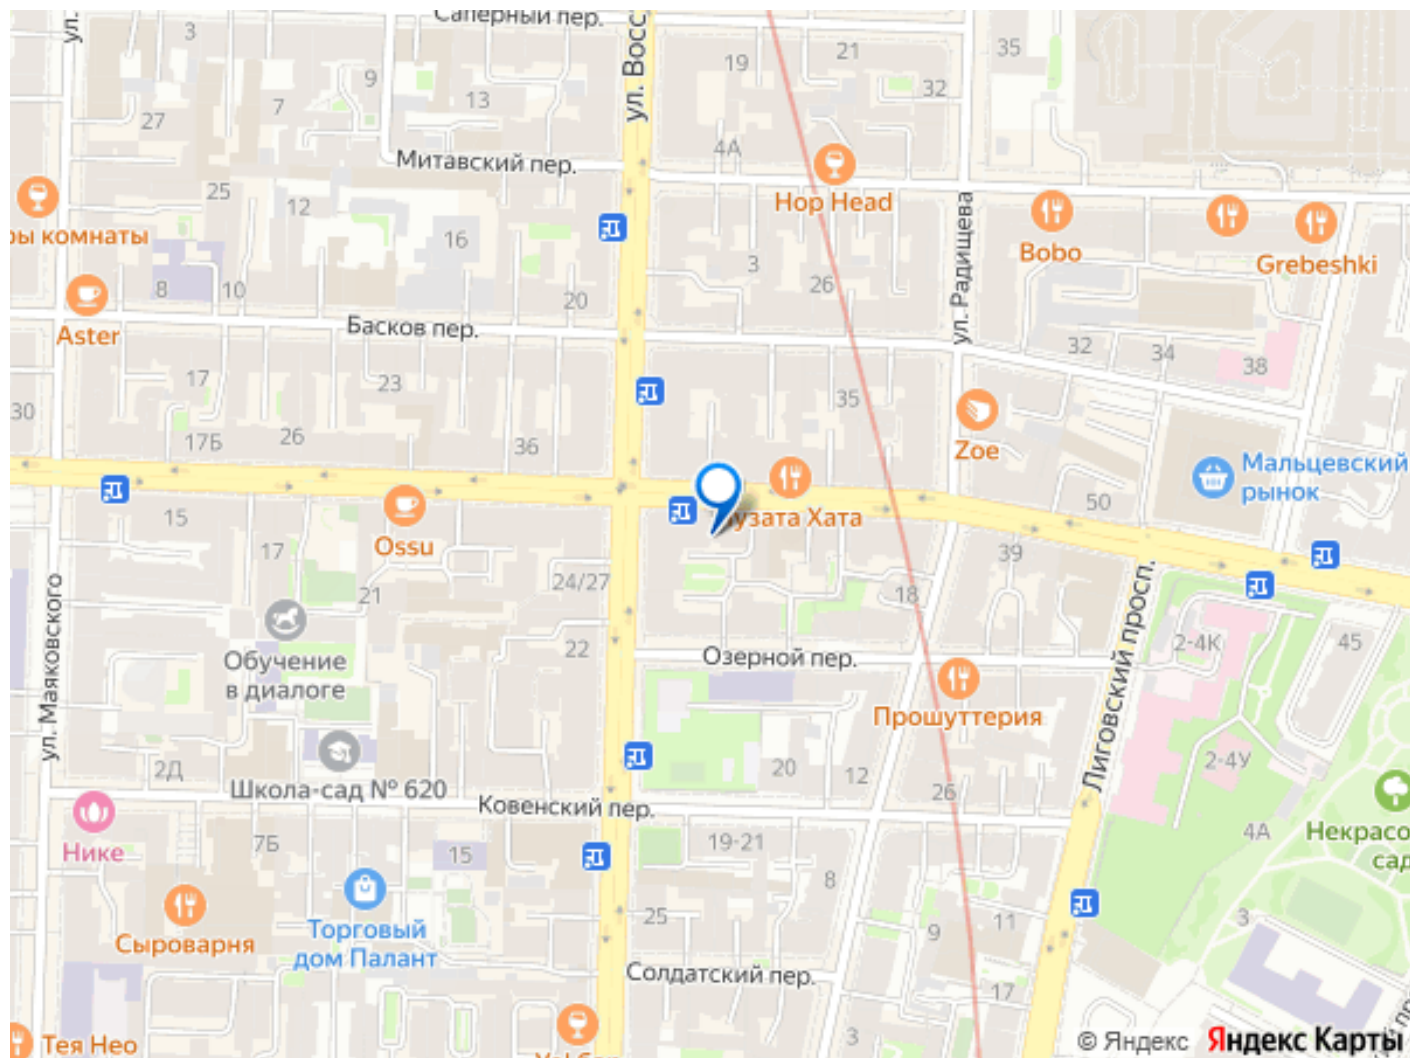 Саперный пер.
ул.
3
ул. Восс
19
21
35
9
7
13
32
27
4А
Митавский пер.
Hop Head
25
12
ры комнаты
16
ул. Радищева
Bobo
Grebeshki
3
26
8
10
20
Aster
Басков пер.
32
34
38
17
23
35
30
17Б
26
36
Zoe
Мальцевский
рынок
50
15
Ossu
узата Хата
17
24/27
39
18
21
ул. Маяковского
Обучение
в диалоге
22
Озерной пер.
Лиговский просп.
2-4К
45
Прошуттерия
2Д
Школа-сад № 620
20
12
26
2-4У
Ковенский пер.
Нике
7Б
15
19-21
4А
Некрасо
сад
8
Сыроварня
Торговый
дом Палант
25
9
11
3
Солдатский пер.
17
3
Тея Нео
© Яндекс Яндекс Карты